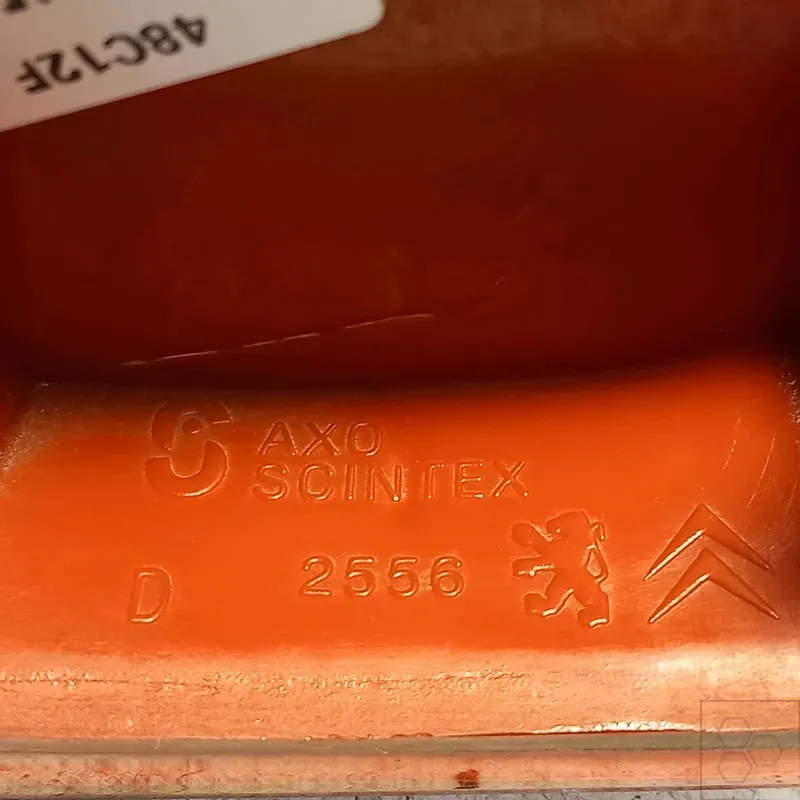 48C12F
AXO
SCINTEX
D 2556